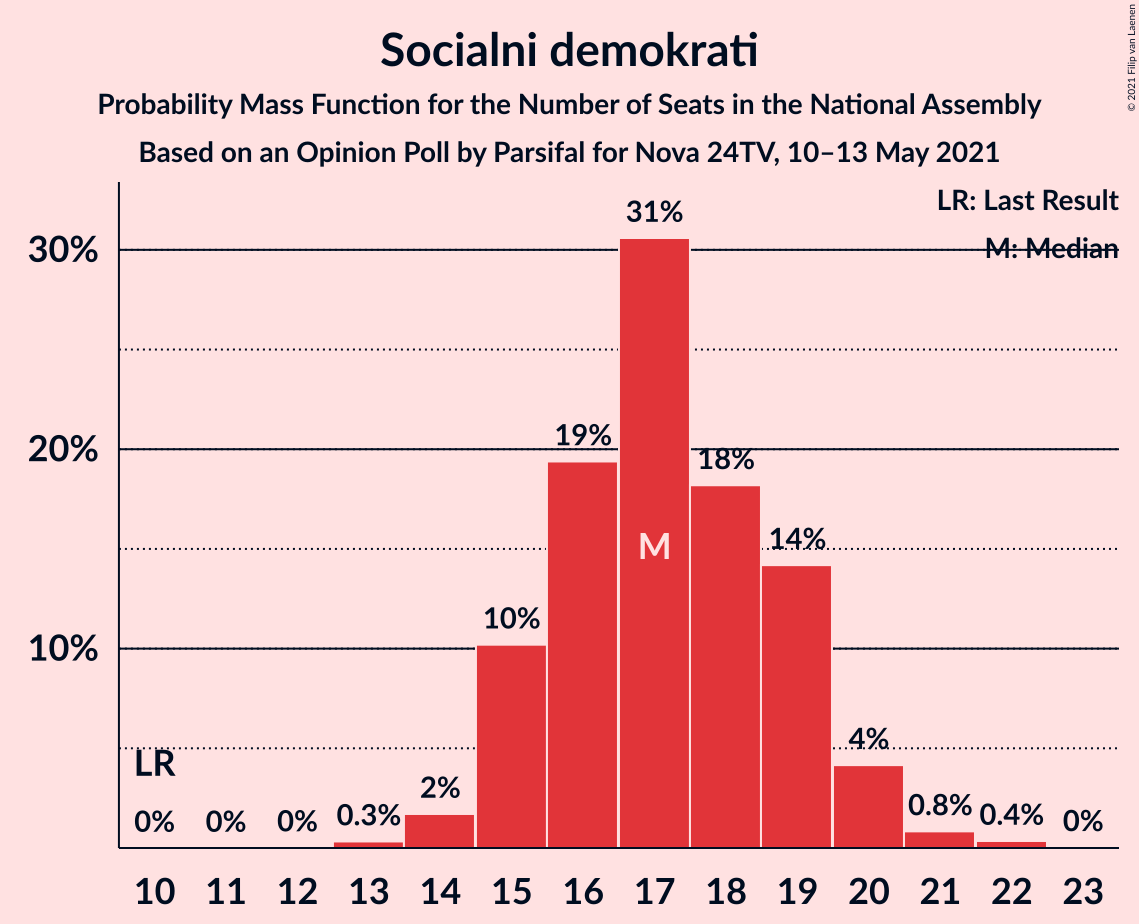 Socialni demokrati
Probability Mass Function for the Number of Seats in the National Assembly
Based on an Opinion Poll by Parsifal for Nova 24TV, 10–13 May 2021
© 2021 Filip van Laenen
LR: Last Result
M: Median
30%
20%
10%
31%
19%
18%
14%
10%
4%
2%
0.8%
0.3%
0.4%
0%
0%
0%
0%
LR
M
10 11 12 13 14 15 16 17 18 19 20 21 22 23